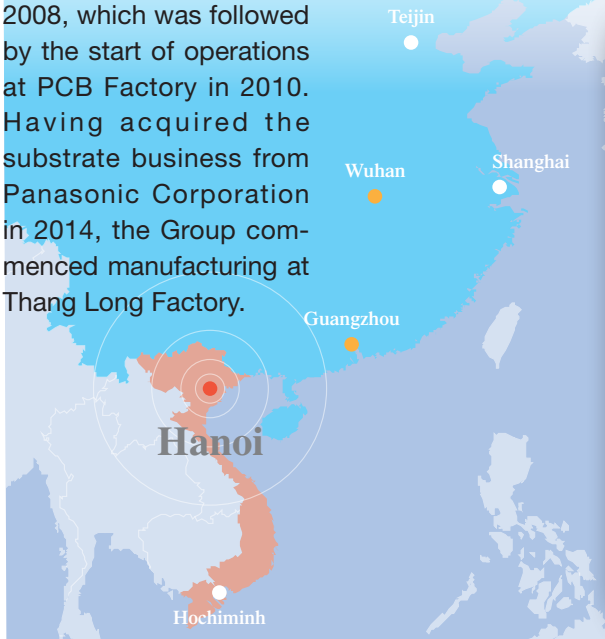 2008, which was followed
by the start of operations
at PCB Factory in 2010.
Having acquired the
substrate business from
Panasonic Corporation
in 2014, the Group com-
menced manufacturing at
Thang Long Factory.
Teijin
Wuhan
Shanghai
Guangzhou
Hanoi
Hochiminh